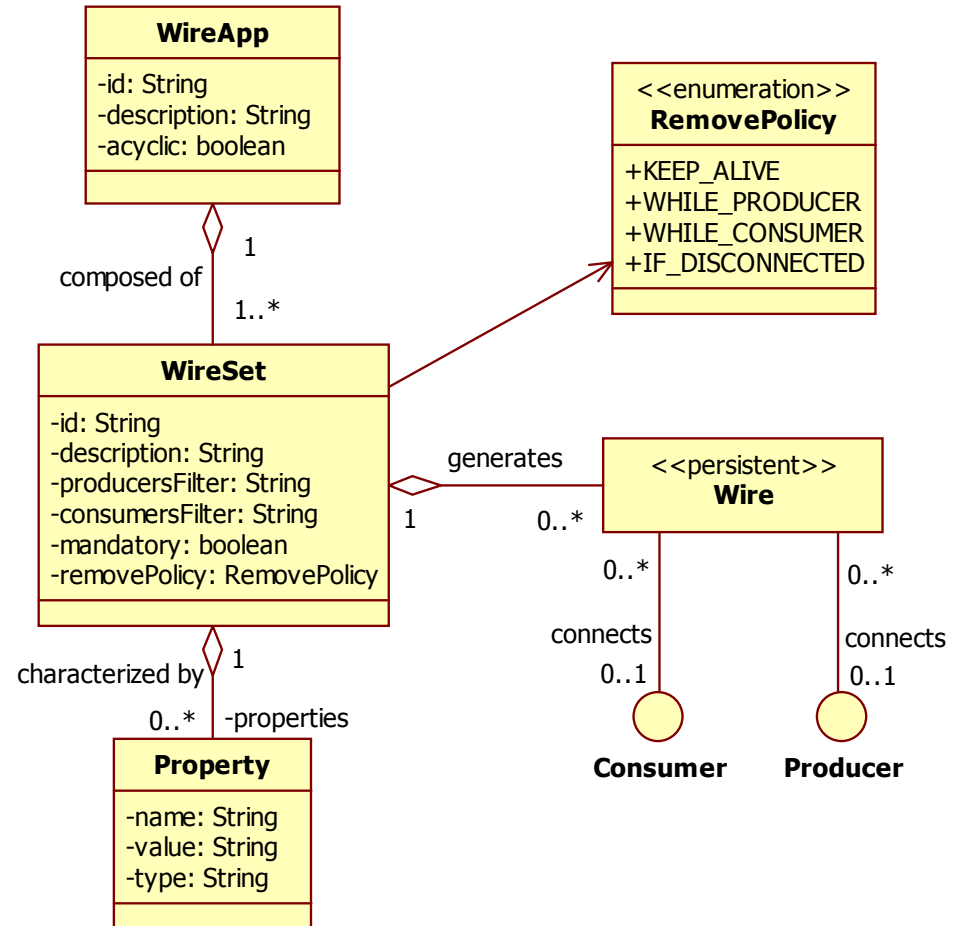 WireApp
-id: String
-description: String
-acyclic: boolean
1
composed of
1..*
<<enumeration>>
RemovePolicy
+KEEP_ALIVE
+WHILE_PRODUCER
+WHILE_CONSUMER
+IF_DISCONNECTED
WireSet
-id: String
-description: String
-producersFilter: String
-consumersFilter: String
-mandatory: boolean
-removePolicy: RemovePolicy
generates
1
0..*
<<persistent>>
Wire
0..*
connects
0..1
Consumer
0..*
connects
0..1
Producer
1
characterized by
0..*
-properties
Property
-name: String
-value: String
-type: String